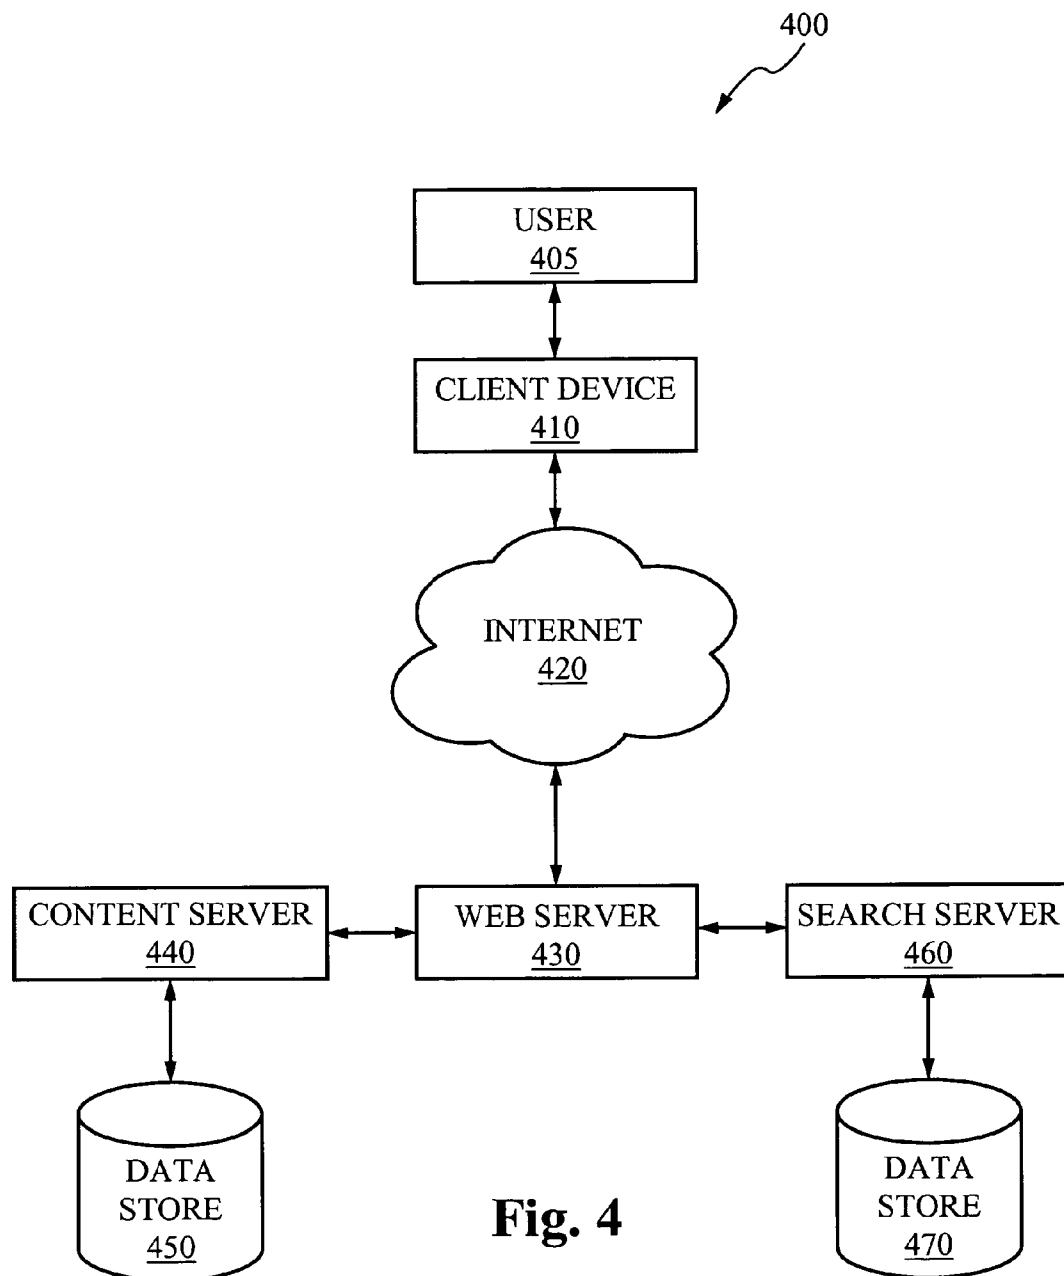 400
USER
405
CLIENT DEVICE
410
INTERNET
420
CONTENT SERVER
440
WEB SERVER
430
SEARCH SERVER
460
DATA
STORE
450
DATA
STORE
470
Fig. 4